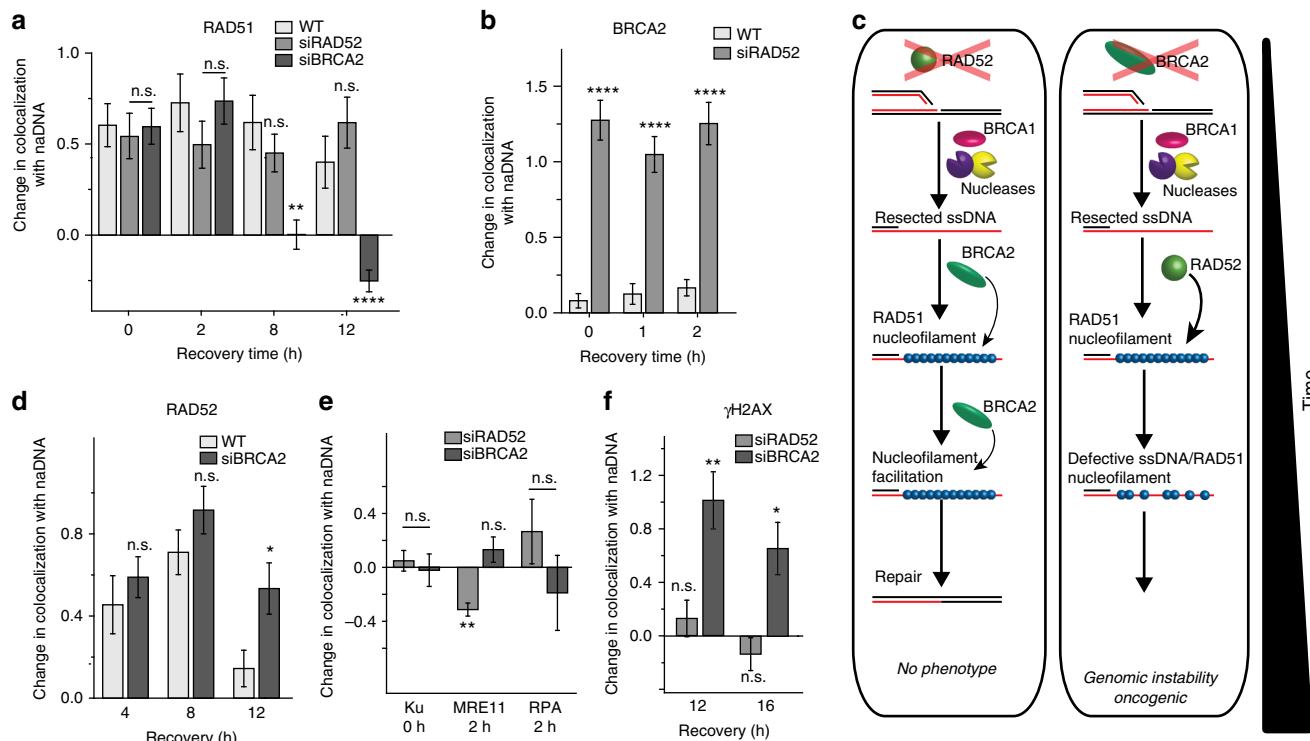 a
RAD51
WT
siRAD52
siBRCA2
Change in colocalization
with naDNA
1.0
0.5
0.0
n.s.
n.s.
n.s.
**
n.s.
****
0 2 8 12
Recovery time (h)
b
BRCA2
WT
siRAD52
Change in colocalization
with naDNA
1.5
1.0
0.5
0.0
****
****
****
0 1 2
Recovery time (h)
c
RAD52
BRCA1
Nucleases
Resected ssDNA
BRCA2
RAD51
nucleofilament
BRCA2
Nucleofilament
facilitation
Repair
No phenotype
BRCA2
BRCA1
Nucleases
Resected ssDNA
RAD52
RAD51
nucleofilament
Defective ssDNA/RAD51
nucleofilament
Genomic instability
oncogenic
Time
d
RAD52
WT
siBRCA2
Change in colocalization with naDNA
0.8
0.4
0.0
n.s.
n.s.
*
4 8 12
Recovery (h)
e
siRAD52
siBRCA2
Change in colocalization with naDNA
0.4
0.0
−0.4
n.s.
**
n.s.
n.s.
Ku MRE11 RPA
0 h 2 h 2 h
f
γH2AX
siRAD52
siBRCA2
Change in colocalization with naDNA
1.2
0.8
0.4
0.0
n.s.
**
n.s.
*
12 16
Recovery (h)